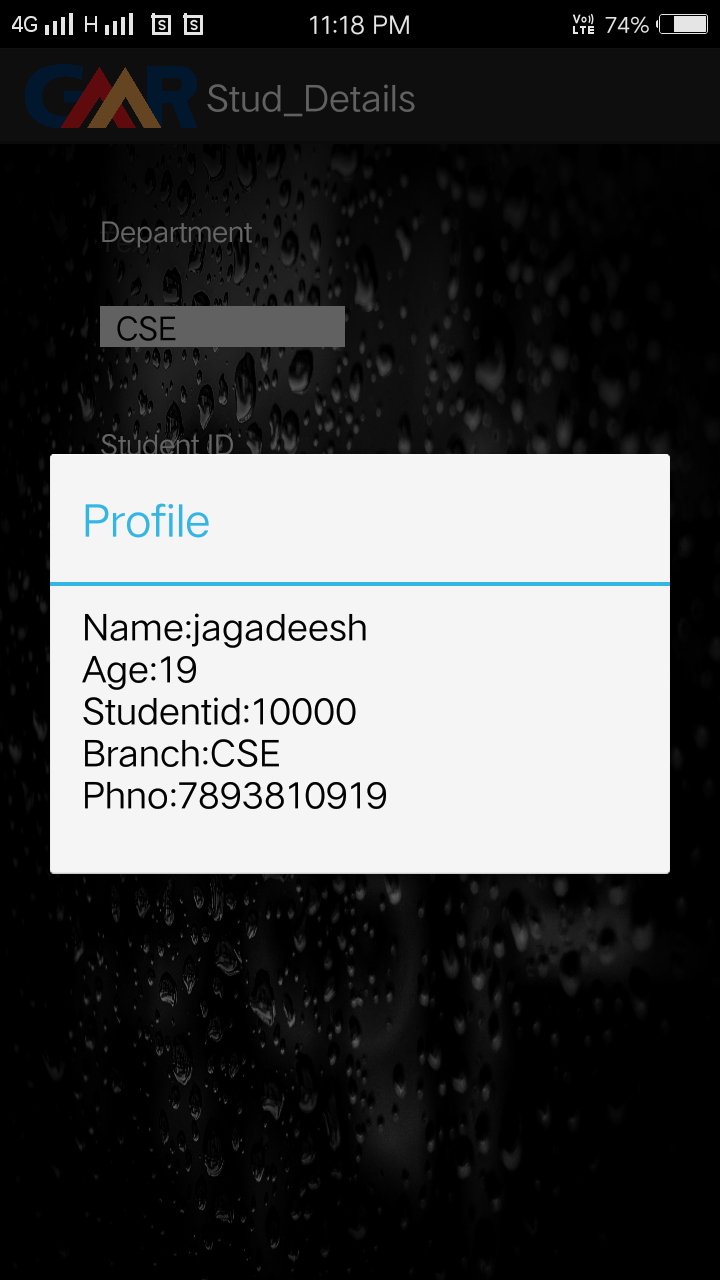 4G H S S 11:18 PM Vo)) LTE 74%
GMR Stud_Details
Department
CSE
Student ID
Profile
Name:jagadeesh
Age:19
Studentid:10000
Branch:CSE
Phno:7893810919